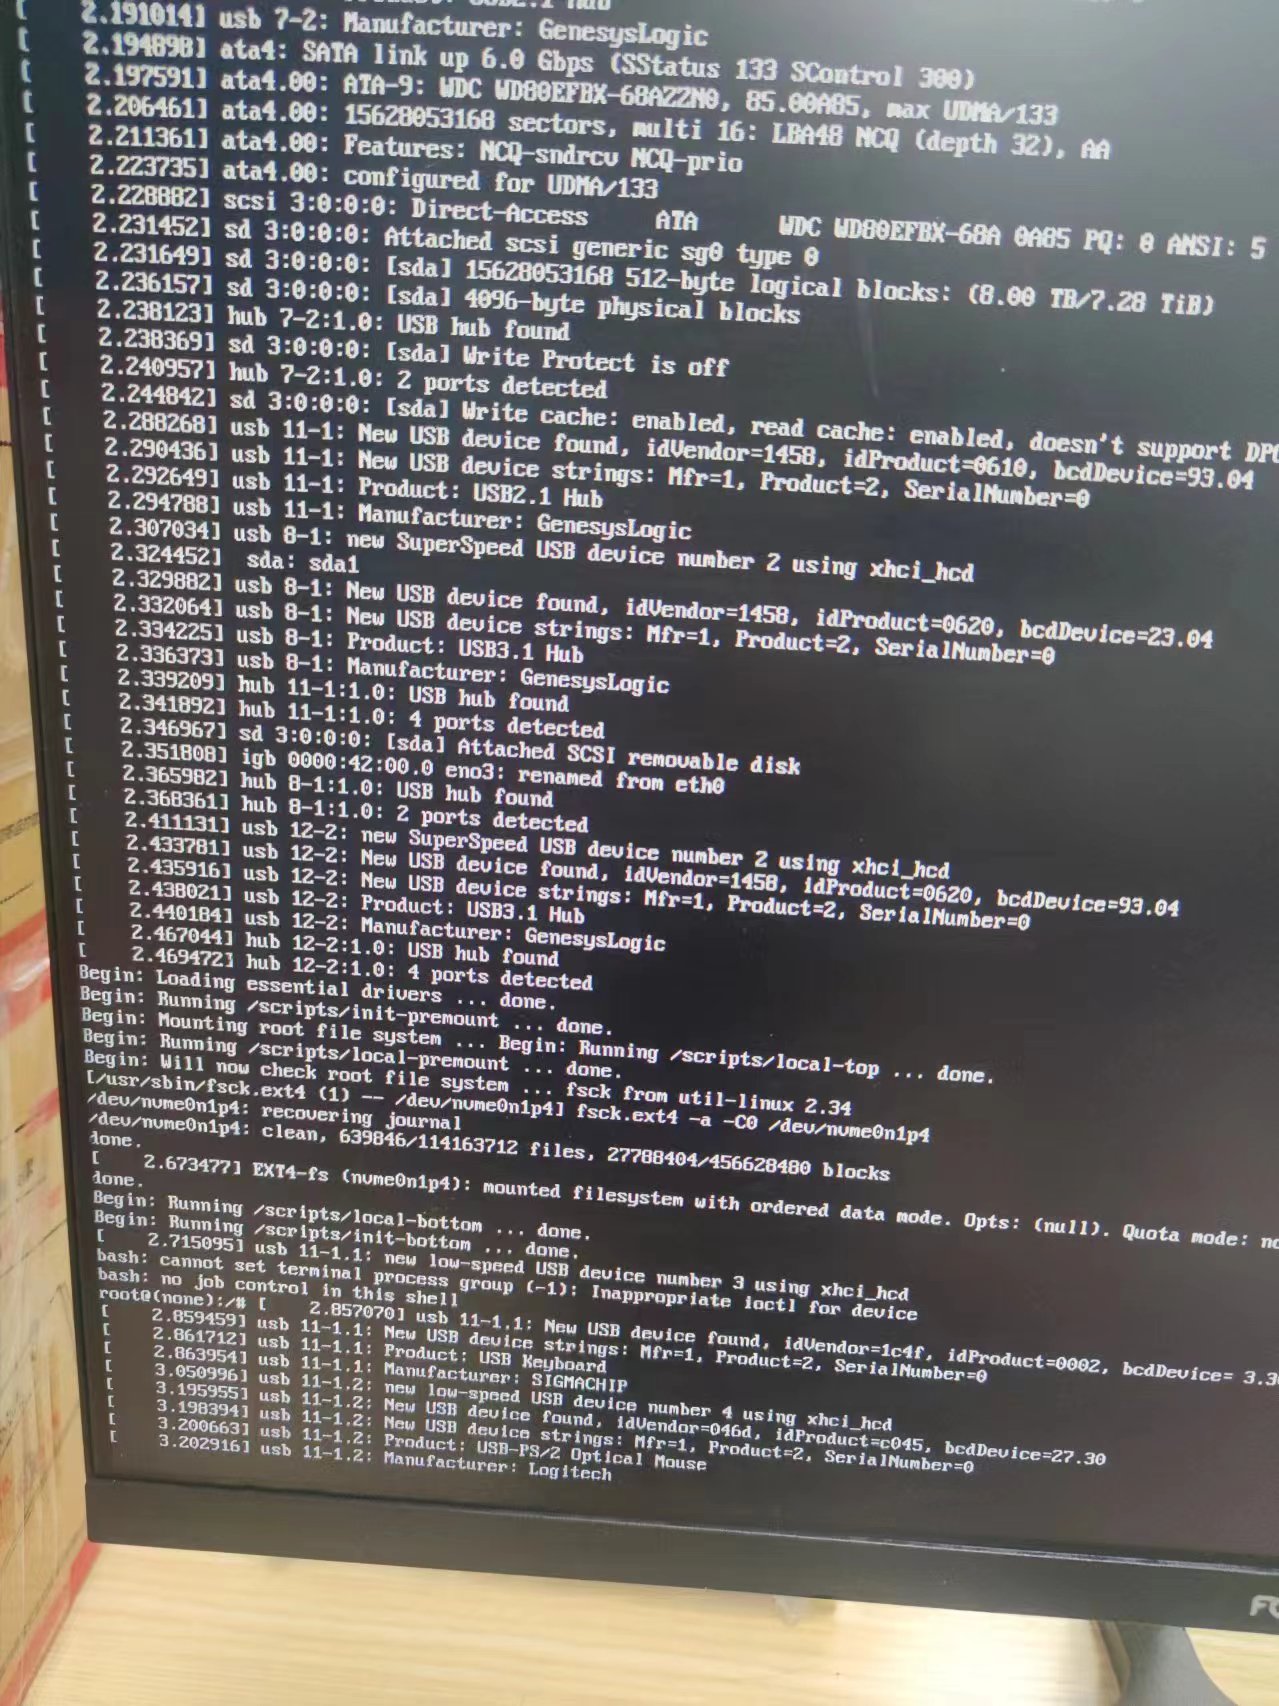 [    2.191014] usb 7-2: Manufacturer: GenesysLogic
[    2.194898] ata4: SATA link up 6.0 Gbps (SStatus 133 SControl 300)
[    2.197591] ata4.00: ATA-9: WDC WD80EFBX-68AZZN0, 85.00A85, max UDMA/133
[    2.206461] ata4.00: 15628053168 sectors, multi 16: LBA48 NCQ (depth 32), AA
[    2.211361] ata4.00: Features: NCQ-sndrcv NCQ-prio
[    2.223735] ata4.00: configured for UDMA/133
[    2.228882] scsi 3:0:0:0: Direct-Access     ATA      WDC WD80EFBX-68A 0A85 PQ: 0 ANSI: 5
[    2.231452] sd 3:0:0:0: Attached scsi generic sg0 type 0
[    2.231649] sd 3:0:0:0: [sda] 15628053168 512-byte logical blocks: (8.00 TB/7.28 TiB)
[    2.236157] sd 3:0:0:0: [sda] 4096-byte physical blocks
[    2.238123] hub 7-2:1.0: USB hub found
[    2.238369] sd 3:0:0:0: [sda] Write Protect is off
[    2.240957] hub 7-2:1.0: 2 ports detected
[    2.244842] sd 3:0:0:0: [sda] Write cache: enabled, read cache: enabled, doesn't support DPO
[    2.288268] usb 11-1: New USB device found, idVendor=1458, idProduct=0610, bcdDevice=93.04
[    2.290436] usb 11-1: New USB device strings: Mfr=1, Product=2, SerialNumber=0
[    2.292649] usb 11-1: Product: USB2.1 Hub
[    2.294788] usb 11-1: Manufacturer: GenesysLogic
[    2.307034] usb 8-1: new SuperSpeed USB device number 2 using xhci_hcd
[    2.324452]  sda: sda1
[    2.329882] usb 8-1: New USB device found, idVendor=1458, idProduct=0620, bcdDevice=23.04
[    2.332064] usb 8-1: New USB device strings: Mfr=1, Product=2, SerialNumber=0
[    2.334225] usb 8-1: Product: USB3.1 Hub
[    2.336373] usb 8-1: Manufacturer: GenesysLogic
[    2.339209] hub 11-1:1.0: USB hub found
[    2.341892] hub 11-1:1.0: 4 ports detected
[    2.346967] sd 3:0:0:0: [sda] Attached SCSI removable disk
[    2.351808] igb 0000:42:00.0 eno3: renamed from eth0
[    2.365982] hub 8-1:1.0: USB hub found
[    2.368361] hub 8-1:1.0: 2 ports detected
[    2.411131] usb 12-2: new SuperSpeed USB device number 2 using xhci_hcd
[    2.433781] usb 12-2: New USB device found, idVendor=1458, idProduct=0620, bcdDevice=93.04
[    2.435916] usb 12-2: New USB device strings: Mfr=1, Product=2, SerialNumber=0
[    2.438021] usb 12-2: Product: USB3.1 Hub
[    2.440184] usb 12-2: Manufacturer: GenesysLogic
[    2.467044] hub 12-2:1.0: USB hub found
[    2.469472] hub 12-2:1.0: 4 ports detected
Begin: Loading essential drivers ... done.
Begin: Running /scripts/init-premount ... done.
Begin: Mounting root file system ... Begin: Running /scripts/local-top ... done.
Begin: Running /scripts/local-premount ... done.
Begin: Will now check root file system ... fsck from util-linux 2.34
[/usr/sbin/fsck.ext4 (1) -- /dev/nvme0n1p4] fsck.ext4 -a -C0 /dev/nvme0n1p4
/dev/nvme0n1p4: recovering journal
/dev/nvme0n1p4: clean, 639846/114163712 files, 27788404/456628480 blocks
done.
[    2.673477] EXT4-fs (nvme0n1p4): mounted filesystem with ordered data mode. Opts: (null). Quota mode: no
done.
Begin: Running /scripts/local-bottom ... done.
Begin: Running /scripts/init-bottom ... done.
[    2.715095] usb 11-1.1: new low-speed USB device number 3 using xhci_hcd
bash: cannot set terminal process group (-1): Inappropriate ioctl for device
bash: no job control in this shell
root@(none):/# [    2.857070] usb 11-1.1: New USB device found, idVendor=1c4f, idProduct=0002, bcdDevice= 3.3
[    2.859459] usb 11-1.1: New USB device strings: Mfr=1, Product=2, SerialNumber=0
[    2.861712] usb 11-1.1: Product: USB Keyboard
[    2.863954] usb 11-1.1: Manufacturer: SIGMACHIP
[    3.050996] usb 11-1.2: new low-speed USB device number 4 using xhci_hcd
[    3.195955] usb 11-1.2: New USB device found, idVendor=046d, idProduct=c045, bcdDevice=27.30
[    3.198394] usb 11-1.2: New USB device strings: Mfr=1, Product=2, SerialNumber=0
[    3.200663] usb 11-1.2: Product: USB-PS/2 Optical Mouse
[    3.202916] usb 11-1.2: Manufacturer: Logitech